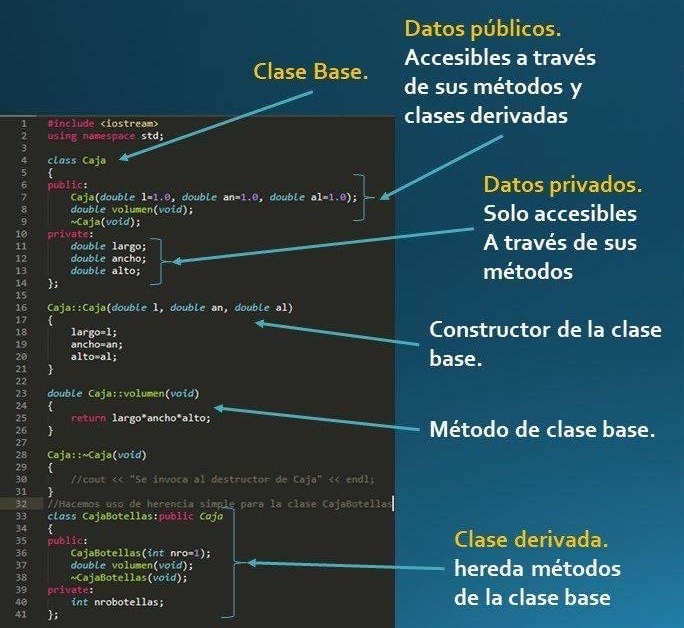 Clase Base.
Datos públicos.
Accesibles a través
de sus métodos y
clases derivadas
Datos privados.
Solo accesibles
A través de sus
métodos
Constructor de la clase
base.
Método de clase base.
Clase derivada.
hereda métodos
de la clase base
1 #include <iostream>
2 using namespace std;
3
4 class Caja
5 {
6 public:
7 Caja(double l=1.0, double an=1.0, double al=1.0);
8 double volumen(void);
9 ~Caja(void);
10 private:
11 double largo;
12 double ancho;
13 double alto;
14 };
15
16 Caja::Caja(double l, double an, double al)
17 {
18 largo=l;
19 ancho=an;
20 alto=al;
21 }
22
23 double Caja::volumen(void)
24 {
25 return largo*ancho*alto;
26 }
27
28 Caja::~Caja(void)
29 {
30 //cout << "Se invoca al destructor de Caja" << endl;
31 }
32 //Hacemos uso de herencia simple para la clase CajaBotellas
33 class CajaBotellas:public Caja
34 {
35 public:
36 CajaBotellas(int nro=1);
37 double volumen(void);
38 ~CajaBotellas(void);
39 private:
40 int nrobotellas;
41 };